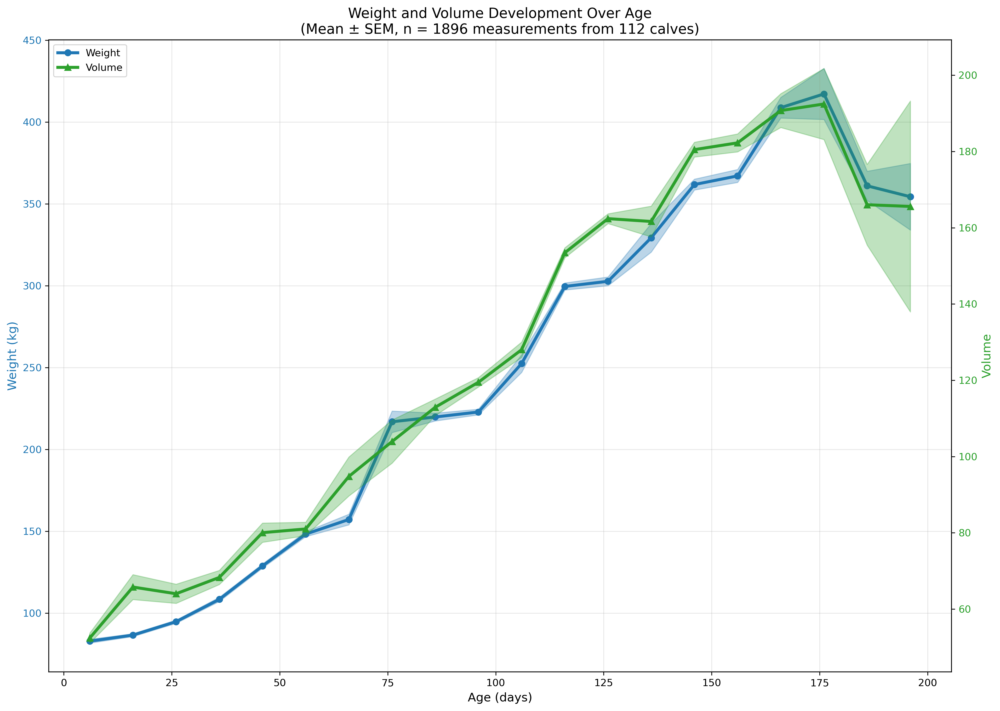 Weight and Volume Development Over Age
(Mean ± SEM, n = 1896 measurements from 112 calves)
Weight
Volume
450
400
350
300
250
200
150
100
Weight (kg)
200
180
160
140
120
100
80
60
Volume
0 25 50 75 100 125 150 175 200
Age (days)